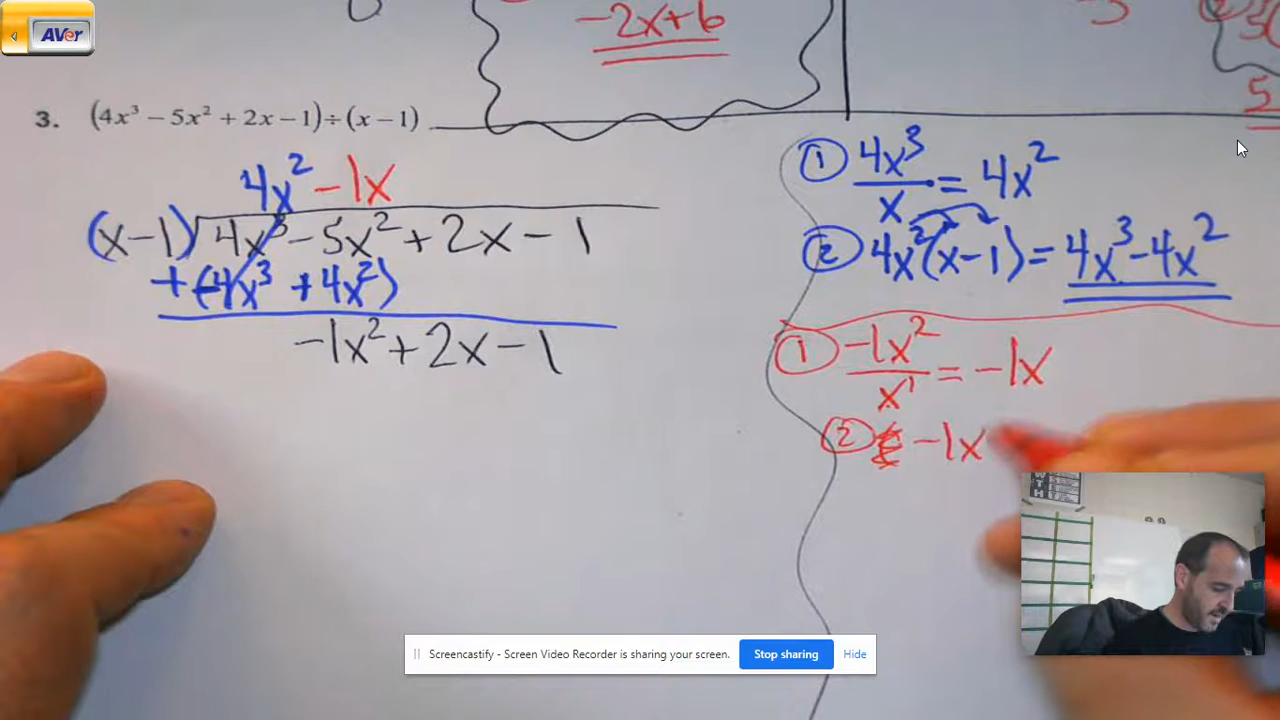 AVer
-2x+6
5
3. (4x³ − 5x² + 2x − 1) ÷ (x − 1)
4x² -1x
(x-1) 4x³ - 5x² + 2x - 1
+(-4x³ +4x²)
-1x² + 2x - 1
① 4x³/x = 4x²
② 4x²(x-1) = 4x³-4x²
① -1x²/x¹ = -1x
② -1x
Screencastify - Screen Video Recorder is sharing your screen. Stop sharing Hide